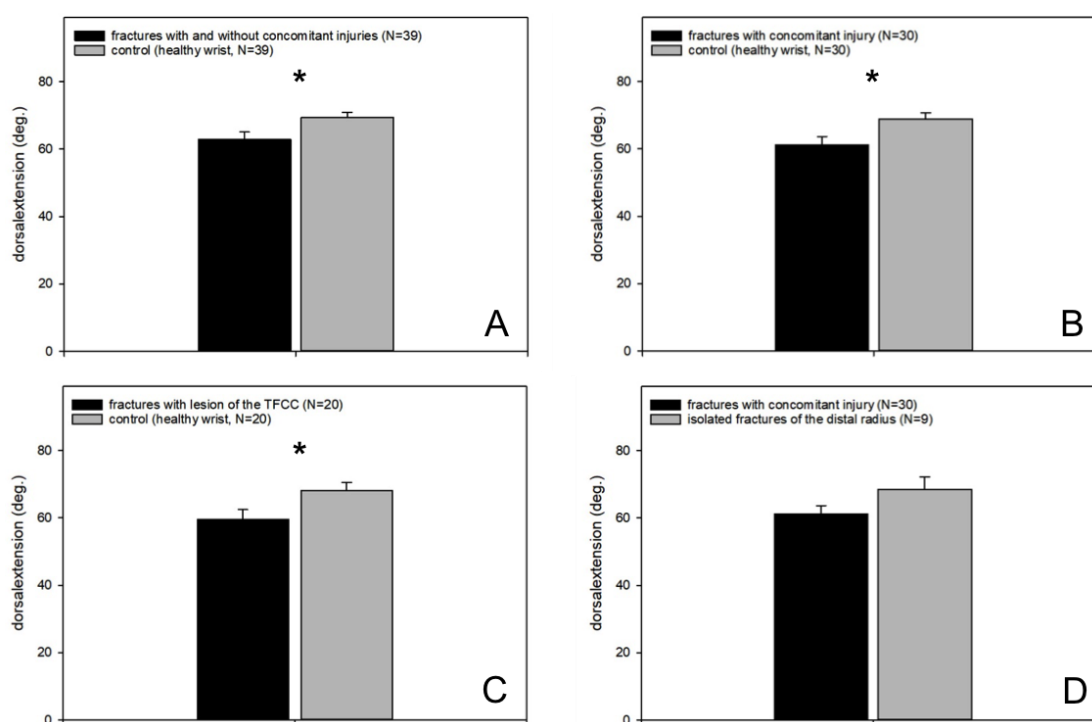 fractures with and without concomitant injuries (N=39)
control (healthy wrist, N=39)
*
80
60
40
20
0
dorsalextension (deg.)
A
fractures with concomitant injury (N=30)
control (healthy wrist, N=30)
*
80
60
40
20
0
dorsalextension (deg.)
B
fractures with lesion of the TFCC (N=20)
control (healthy wrist, N=20)
*
80
60
40
20
0
dorsalextension (deg.)
C
fractures with concomitant injury (N=30)
isolated fractures of the distal radius (N=9)
80
60
40
20
0
dorsalextension (deg.)
D